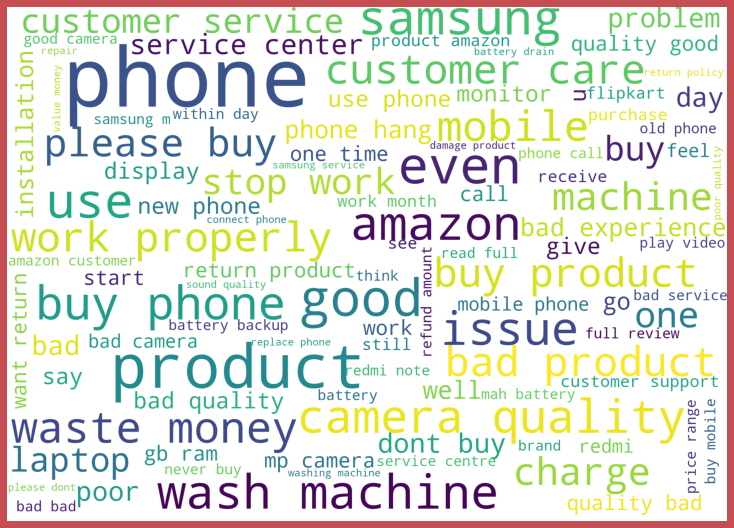 customer service
samsung
problem
good camera
repair
service center
product amazon
battery drain
quality good
phone
customer care
return policy
installation
value money
samsung m
within day
use phone
monitor
u
flipkart
day
please buy
phone hang
mobile
purchase
old phone
damage product
display
one time
samsung service
even
phone call
buy
feel
poor quality
stop work
receive
machine
use
new phone
connect phone
work month
call
amazon
bad experience
work properly
see
read full
give
play video
amazon customer
start
return product
think
refund amount
buy product
want return
sound quality
buy phone
good
mobile phone
go
bad service
battery backup
work
issue
one
full review
bad
bad camera
replace phone
still
product
redmi note
bad product
say
battery
customer support
bad quality
well
mah battery
price range
buy mobile
waste money
camera quality
dont buy
brand
redmi
laptop
gb ram
never buy
mp camera
service centre
washing machine
charge
please dont
poor
bad bad
wash machine
quality bad